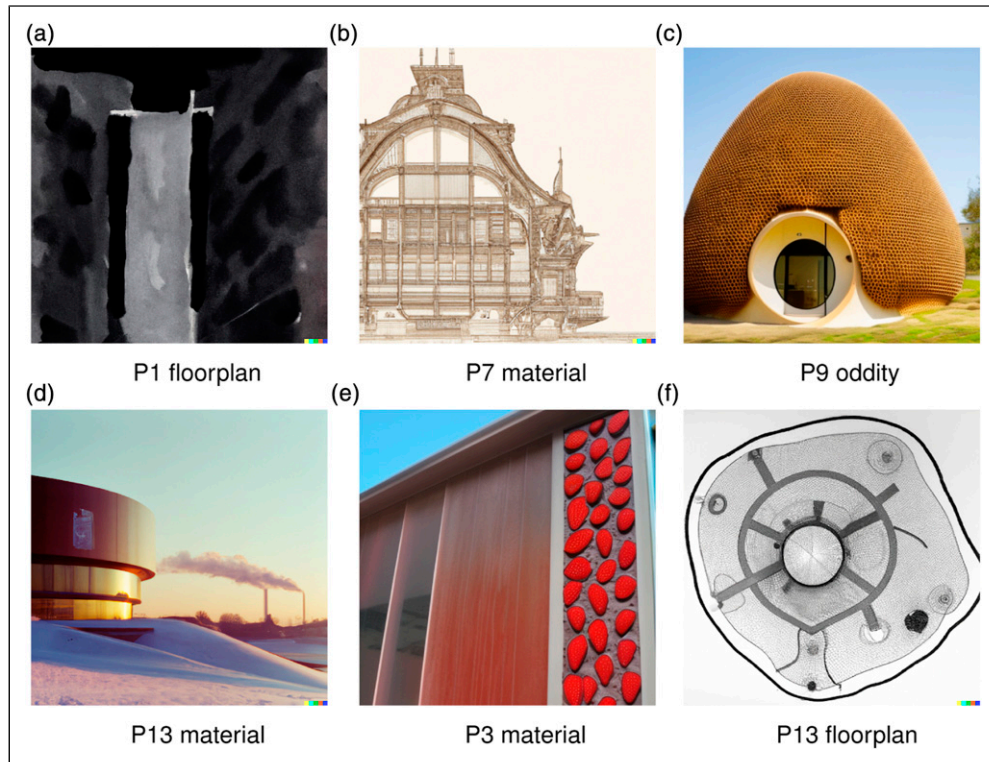 (a)
(b)
(c)
P1 floorplan
P7 material
P9 oddity
(d)
(e)
(f)
P13 material
P3 material
P13 floorplan